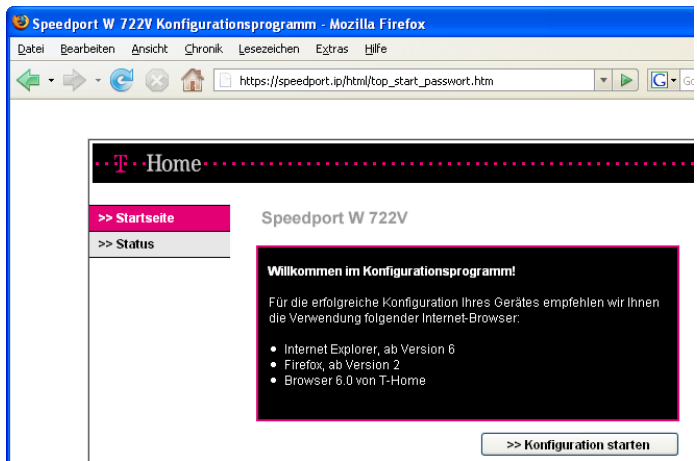 Speedport W 722V Konfigurationsprogramm - Mozilla Firefox
Datei Bearbeiten Ansicht Chronik Lesezeichen Extras Hilfe
https://speedport.ip/html/top_start_passwort.htm G Go
T Home
>> Startseite
>> Status
Speedport W 722V
Willkommen im Konfigurationsprogramm!
Für die erfolgreiche Konfiguration Ihres Gerätes empfehlen wir Ihnen
die Verwendung folgender Internet-Browser:
• Internet Explorer, ab Version 6
• Firefox, ab Version 2
• Browser 6.0 von T-Home
>> Konfiguration starten